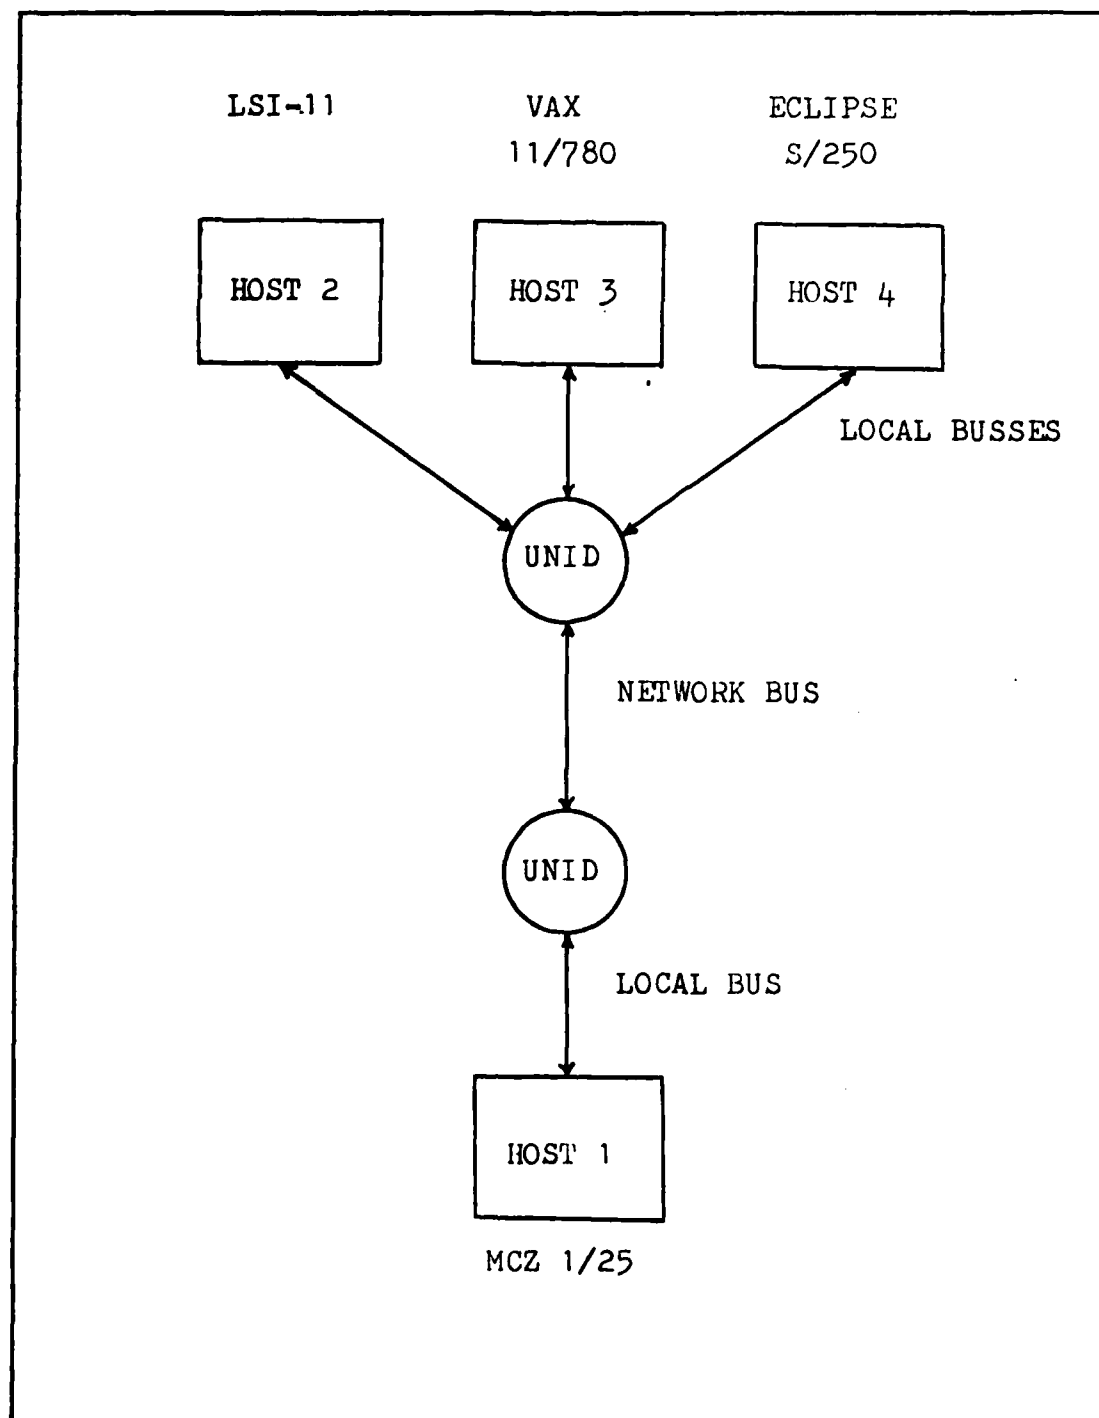 LSI-11
VAX
11/780
ECLIPSE
S/250
HOST 2
HOST 3
HOST 4
LOCAL BUSSES
UNID
NETWORK BUS
UNID
LOCAL BUS
HOST 1
MCZ 1/25